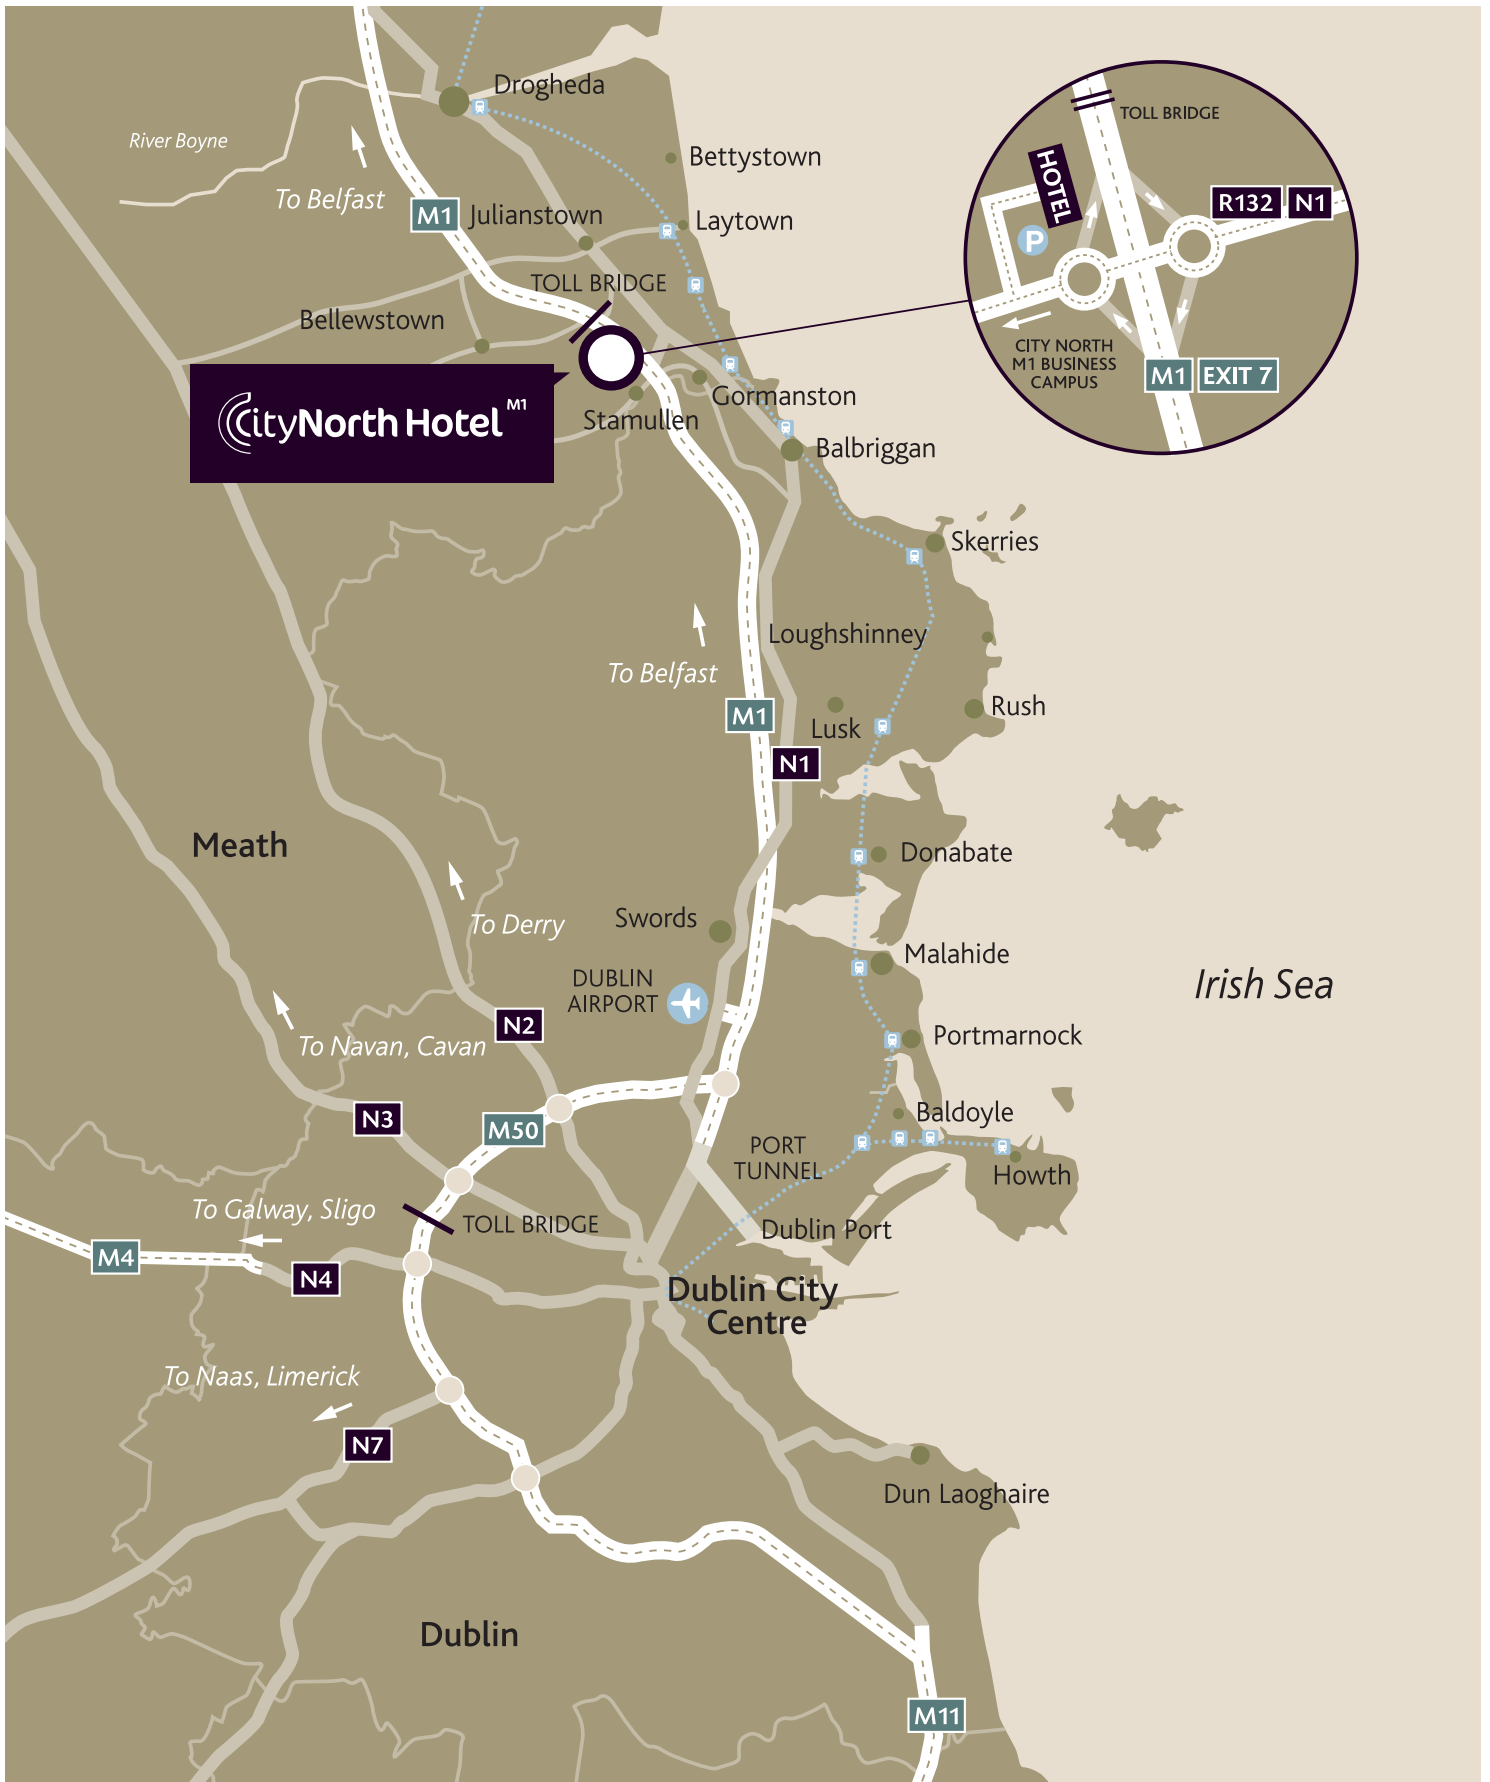 Drogheda
TOLL BRIDGE
River Boyne
HOTEL
Bettystown
To Belfast
M1
Julianstown
Laytown
R132
N1
P
TOLL BRIDGE
Bellewstown
CITY NORTH
M1 BUSINESS
CAMPUS
M1
EXIT 7
CityNorth Hotel M1
Gormanston
Stamullen
Balbriggan
Skerries
Loughshinney
To Belfast
Rush
M1
Lusk
N1
Meath
Donabate
Swords
To Derry
Malahide
DUBLIN
AIRPORT
Irish Sea
N2
Portmarnock
To Navan, Cavan
N3
M50
Baldoyle
PORT
TUNNEL
Howth
To Galway, Sligo
TOLL BRIDGE
Dublin Port
M4
N4
Dublin City
Centre
To Naas, Limerick
N7
Dun Laoghaire
Dublin
M11